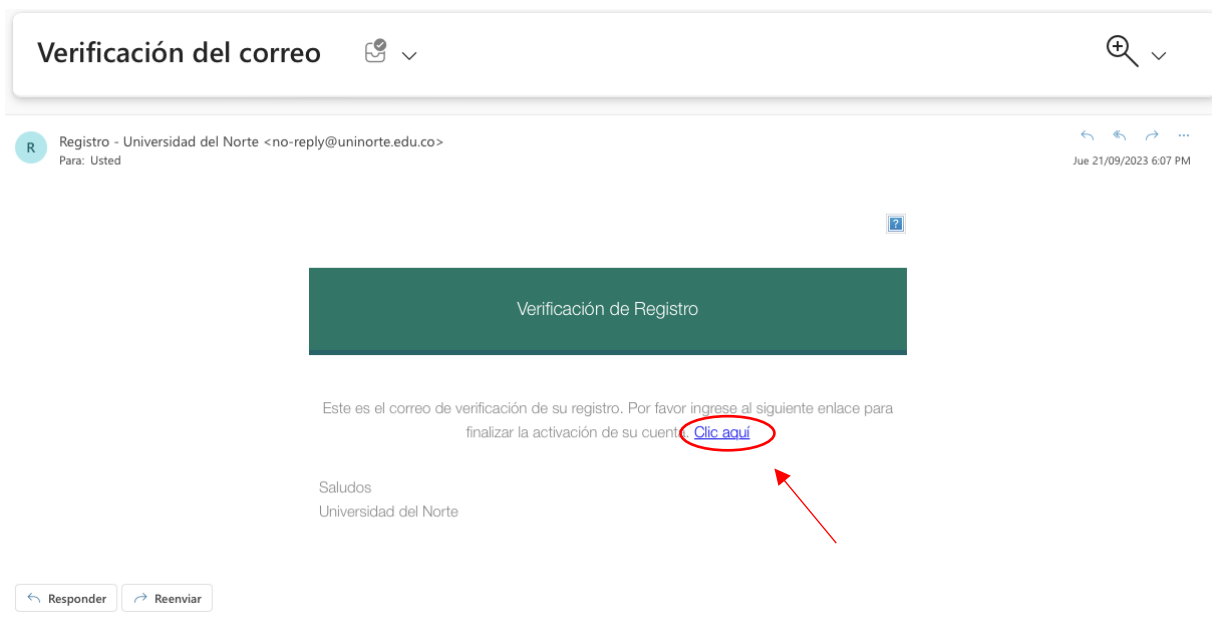 Verificación del correo
R
Registro - Universidad del Norte <no-reply@uninorte.edu.co>
Para: Usted
Jue 21/09/2023 6:07 PM
?
Verificación de Registro
Este es el correo de verificación de su registro. Por favor ingrese al siguiente enlace para
finalizar la activación de su cuenta. Clic aquí
Saludos
Universidad del Norte
Responder
Reenviar